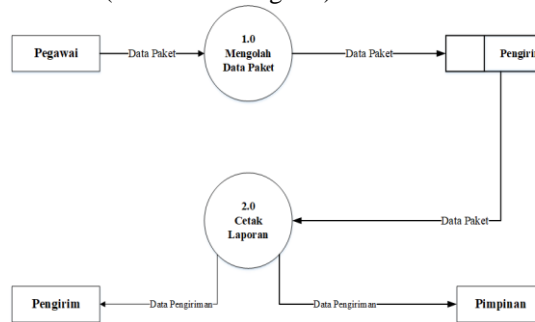 Pegawai
Data Paket
1.0
Mengolah
Data Paket
Data Paket
Pengiri
2.0
Cetak
Laporan
Data Paket
Pengirim
Data Pengiriman
Data Pengiriman
Pimpinan